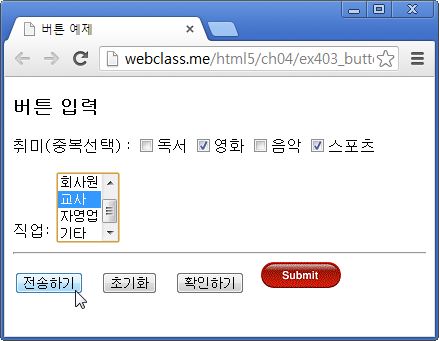 버튼 예제
webclass.me/html5/ch04/ex403_butt
버튼 입력
취미(중복선택) : 독서 영화 음악 스포츠
회사원
교사
자영업
직업: 기타
전송하기 초기화 확인하기 Submit